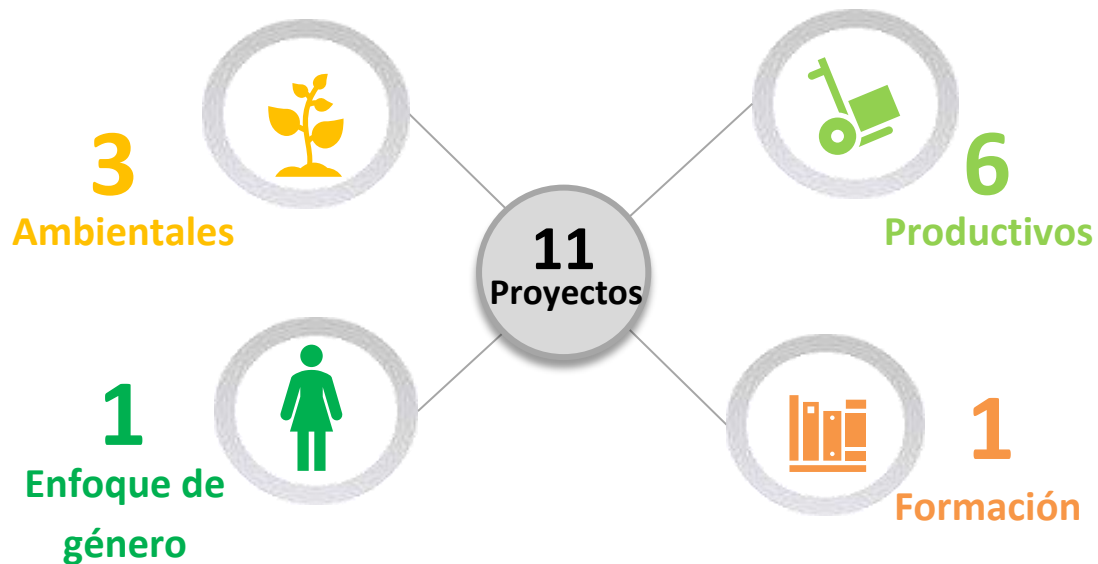 3
Ambientales
6
Productivos
11
Proyectos
1
Enfoque de
género
1
Formación